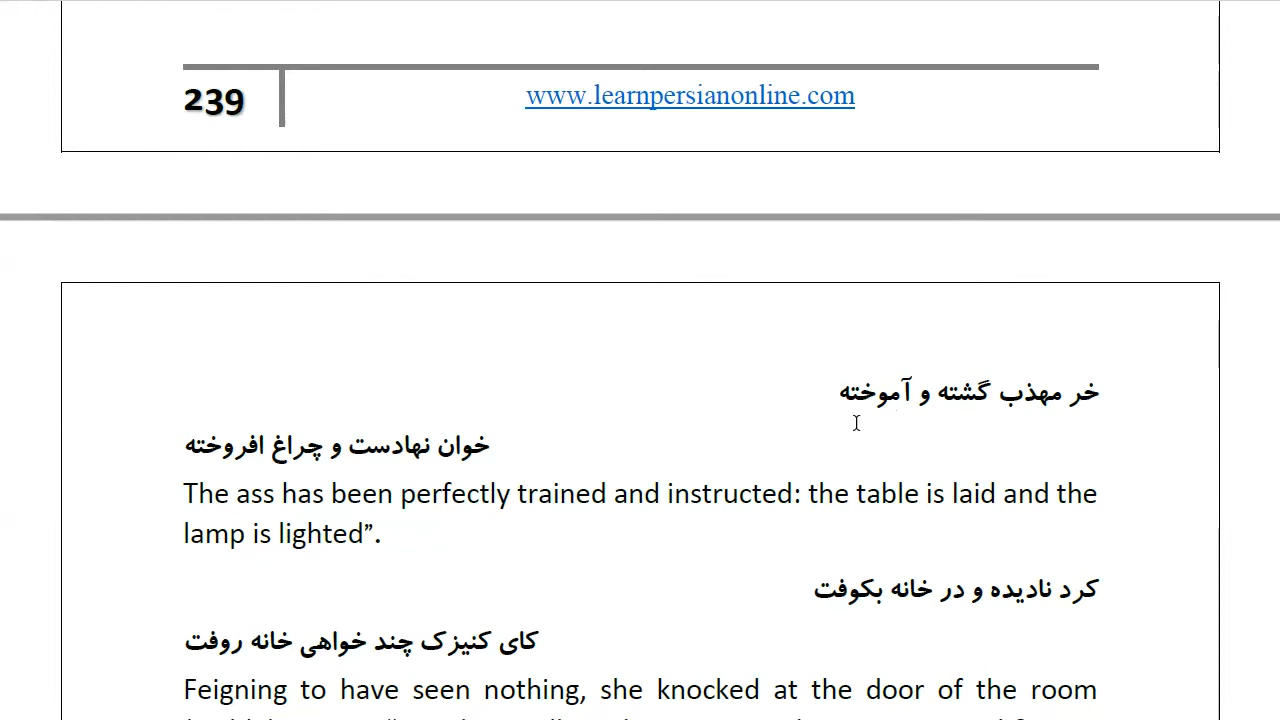 239
www.learnpersianonline.com
خر مهذب گشته و آموخته
خوان نهادست و چراغ افروخته
The ass has been perfectly trained and instructed: the table is laid and the
lamp is lighted”.
کرد نادیده و در خانه بکوفت
کای کنیزک چند خواهی خانه روفت
Feigning to have seen nothing, she knocked at the door of the room